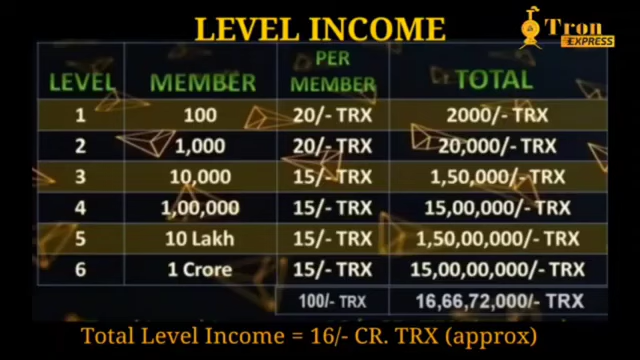 LEVEL INCOME
Tron
EXPRESS
LEVEL MEMBER PER MEMBER TOTAL
1 100 20/- TRX 2000/- TRX
2 1,000 20/- TRX 20,000/- TRX
3 10,000 15/- TRX 1,50,000/- TRX
4 1,00,000 15/- TRX 15,00,000/- TRX
5 10 Lakh 15/- TRX 1,50,00,000/- TRX
6 1 Crore 15/- TRX 15,00,00,000/- TRX
100/- TRX 16,66,72,000/- TRX
Total Level Income = 16/- CR. TRX (approx)